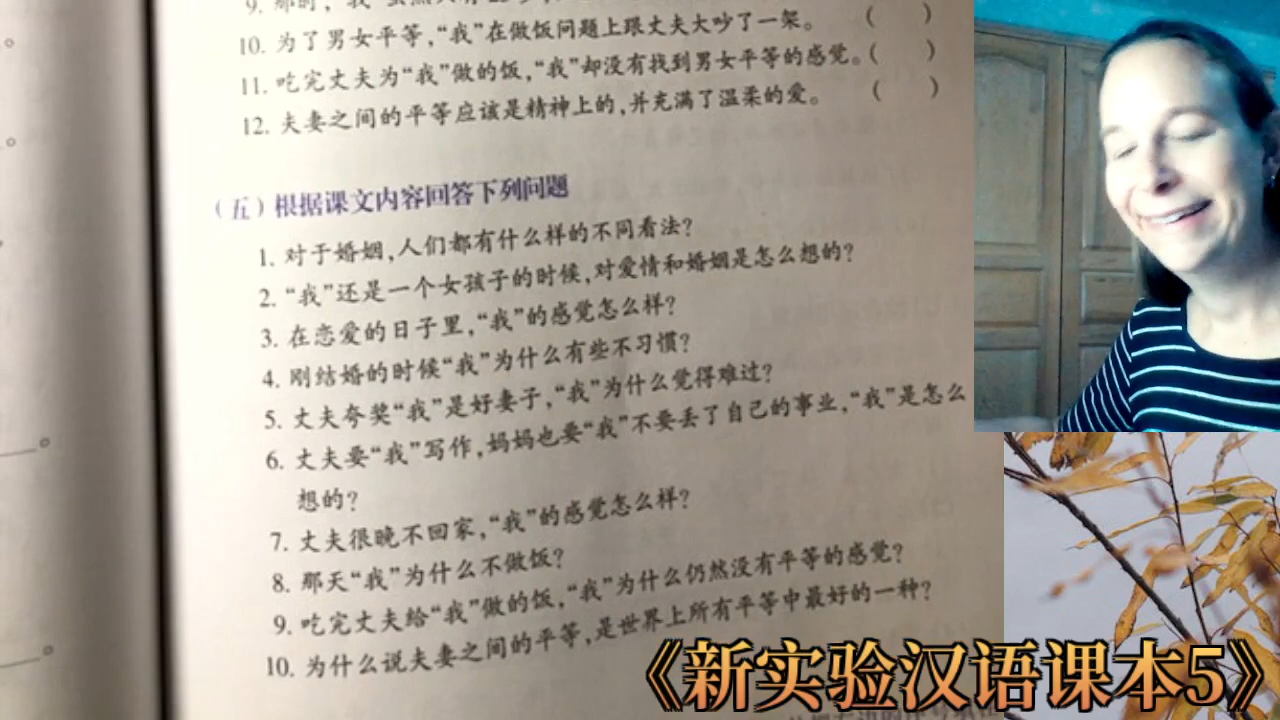 10. 为了男女平等，“我”在做饭问题上跟丈夫大吵了一架。 （ ）
11. 吃完丈夫为“我”做的饭，“我”却没有找到男女平等的感觉。（ ）
12. 夫妻之间的平等应该是精神上的，并充满了温柔的爱。 （ ）
（五）根据课文内容回答下列问题
1. 对于婚姻，人们都有什么样的不同看法？
2. “我”还是一个女孩子的时候，对爱情和婚姻是怎么想的？
3. 在恋爱的日子里，“我”的感觉怎么样？
4. 刚结婚的时候“我”为什么有些不习惯？
5. 丈夫夸奖“我”是好妻子，“我”为什么觉得难过？
6. 丈夫要“我”写作，妈妈也要“我”不要丢了自己的事业，“我”是怎么
想的？
7. 丈夫很晚不回家，“我”的感觉怎么样？
8. 那天“我”为什么不做饭？
9. 吃完丈夫给“我”做的饭，“我”为什么仍然没有平等的感觉？
10. 为什么说夫妻之间的平等，是世界上所有平等中最好的一种？
《新实验汉语课本5》